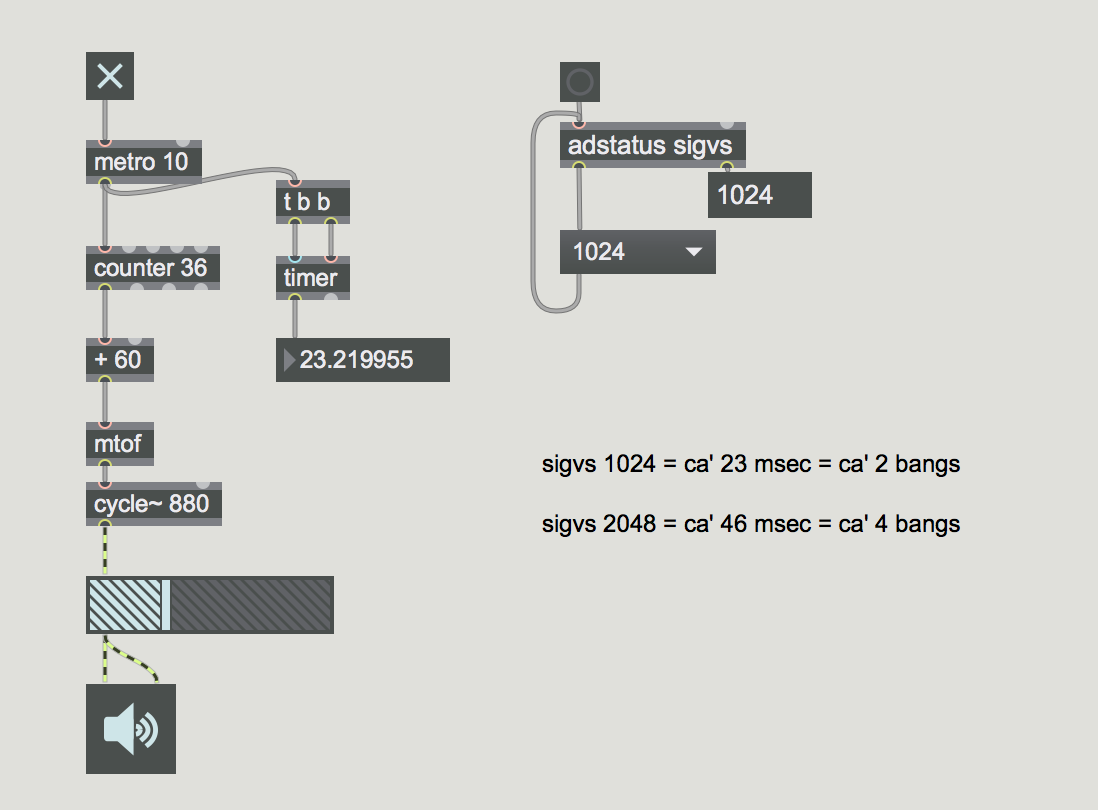 metro 10
t b b
counter 36
timer
23.219955
+ 60
mtof
cycle~ 880
adstatus sigvs
1024
1024
sigvs 1024 = ca' 23 msec = ca' 2 bangs
sigvs 2048 = ca' 46 msec = ca' 4 bangs